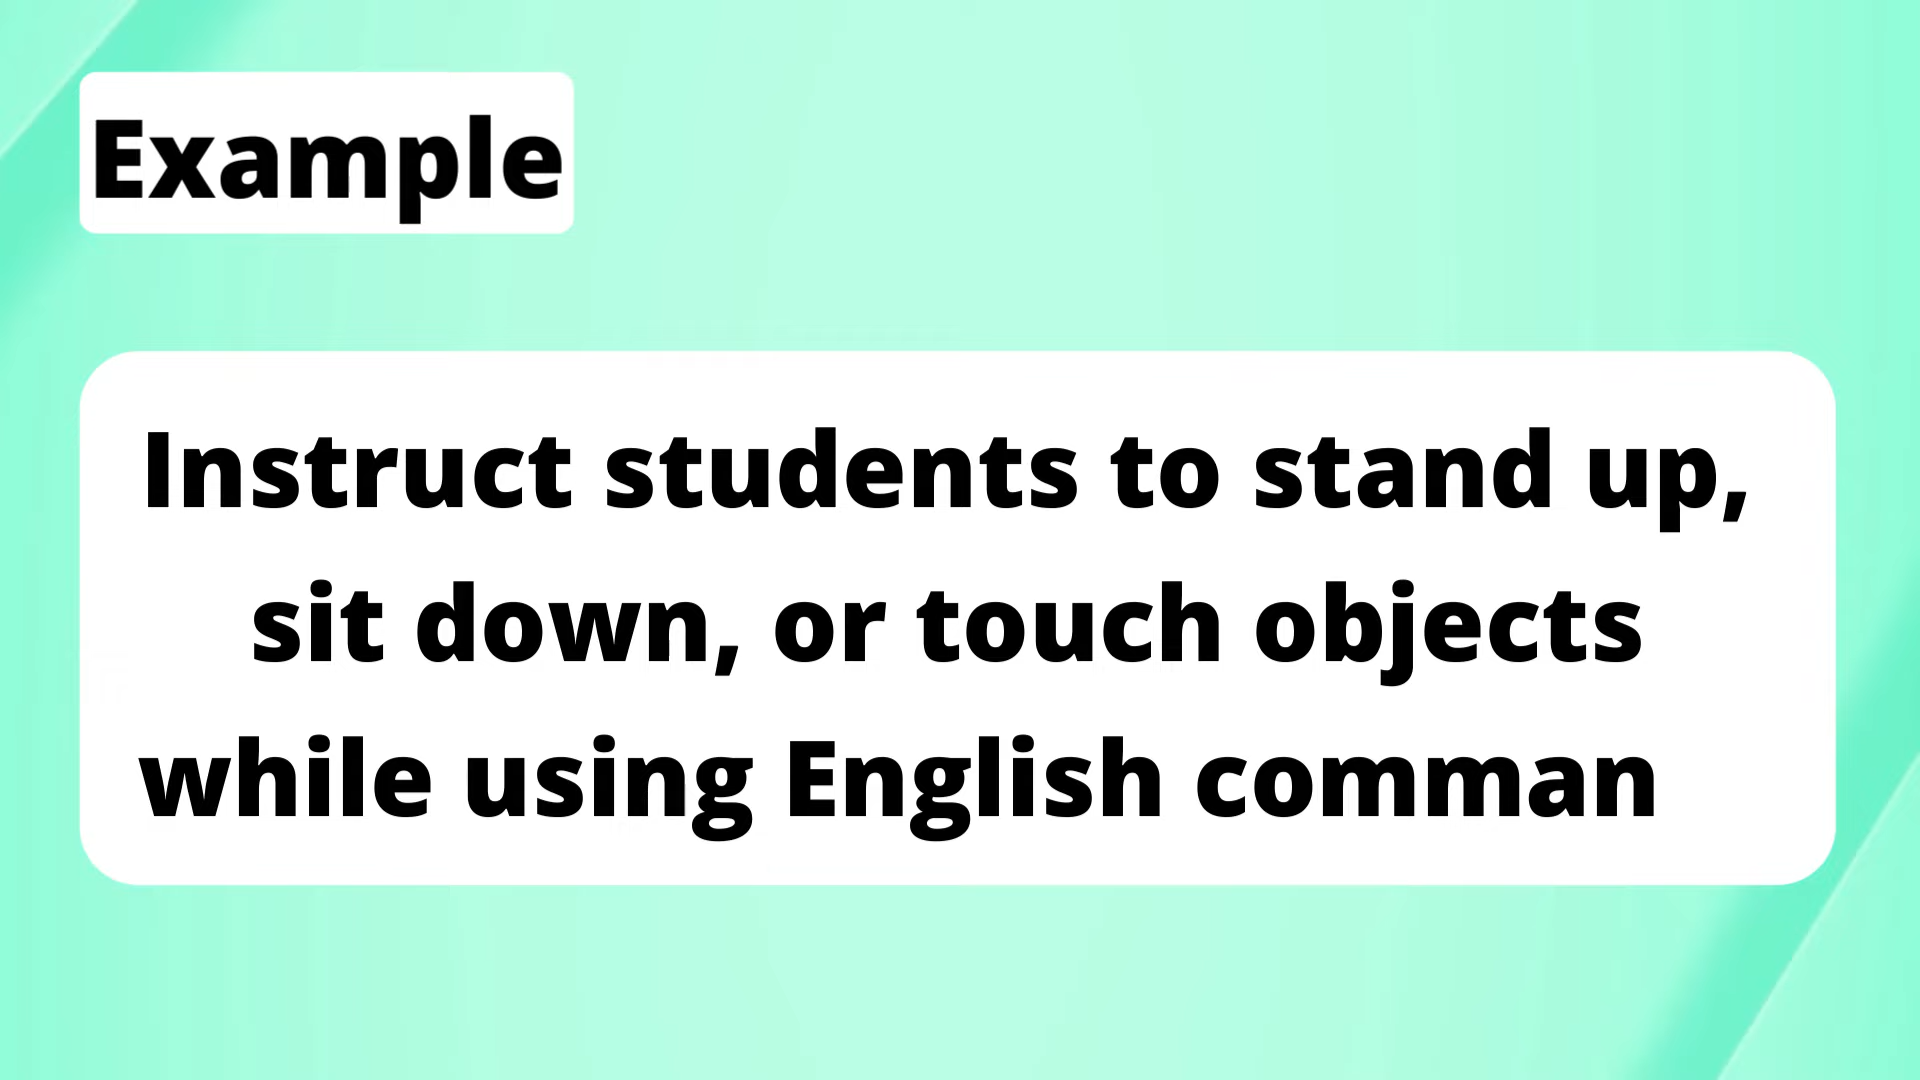 Example
Instruct students to stand up,
sit down, or touch objects
while using English comman